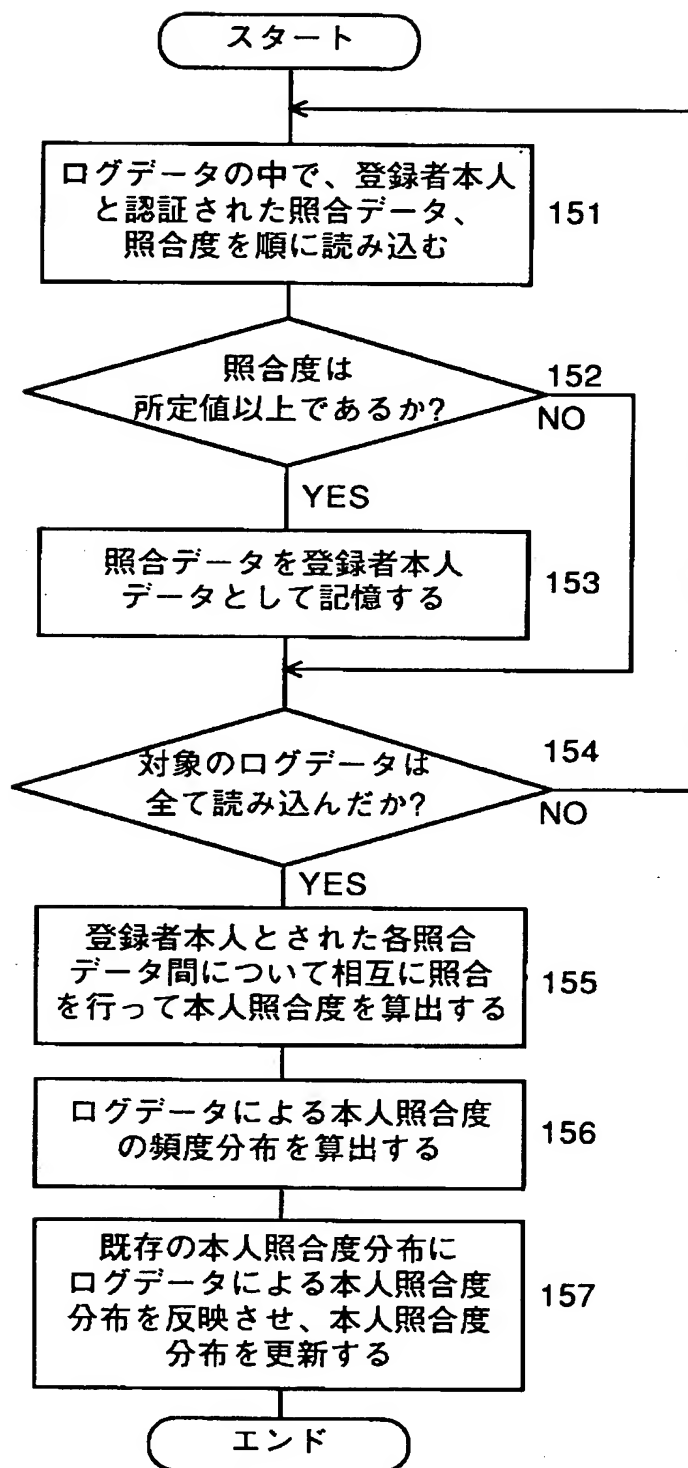 スタート
ログデータの中で、登録者本人
と認証された照合データ、
照合度を順に読み込む
151
照合度は
所定値以上であるか?
152
NO
YES
照合データを登録者本人
データとして記憶する
153
対象のログデータは
全て読み込んだか?
154
NO
YES
登録者本人とされた各照合
データ間について相互に照合
を行って本人照合度を算出する
155
ログデータによる本人照合度
の頻度分布を算出する
156
既存の本人照合度分布に
ログデータによる本人照合度
分布を反映させ、本人照合度
分布を更新する
157
エンド